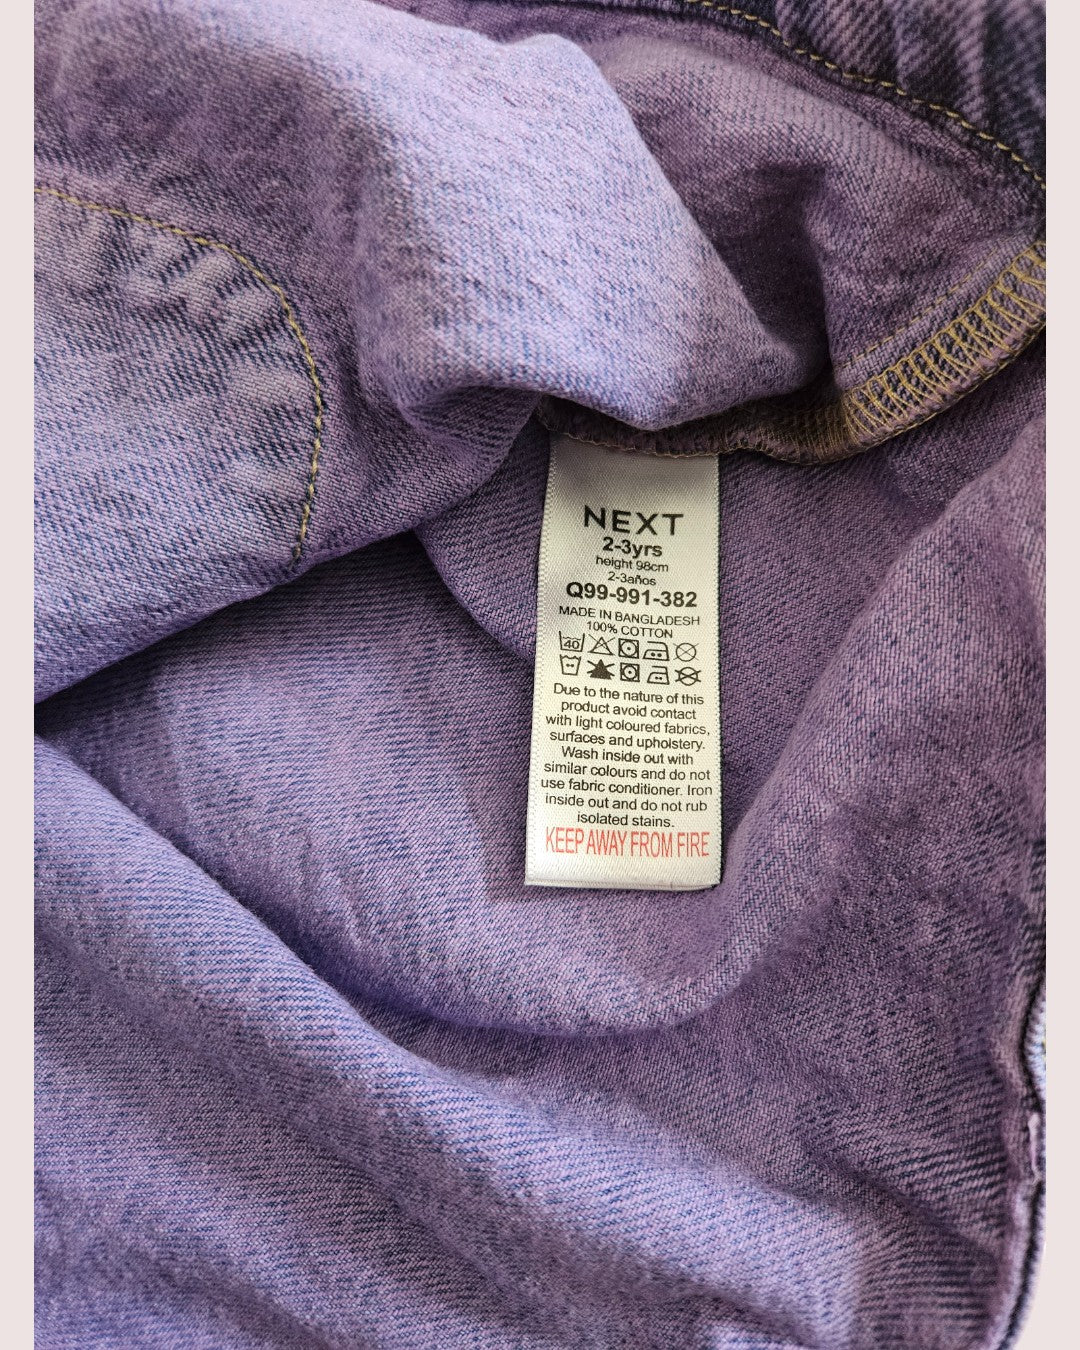 NEXT
2-3yrs
height 98cm
2-3años
Q99-991-382
MADE IN BANGLADESH
100% COTTON
40
Due to the nature of this
product avoid contact
with light coloured fabrics,
surfaces and upholstery.
Wash inside out with
similar colours and do not
use fabric conditioner. Iron
inside out and do not rub
isolated stains.
KEEP AWAY FROM FIRE